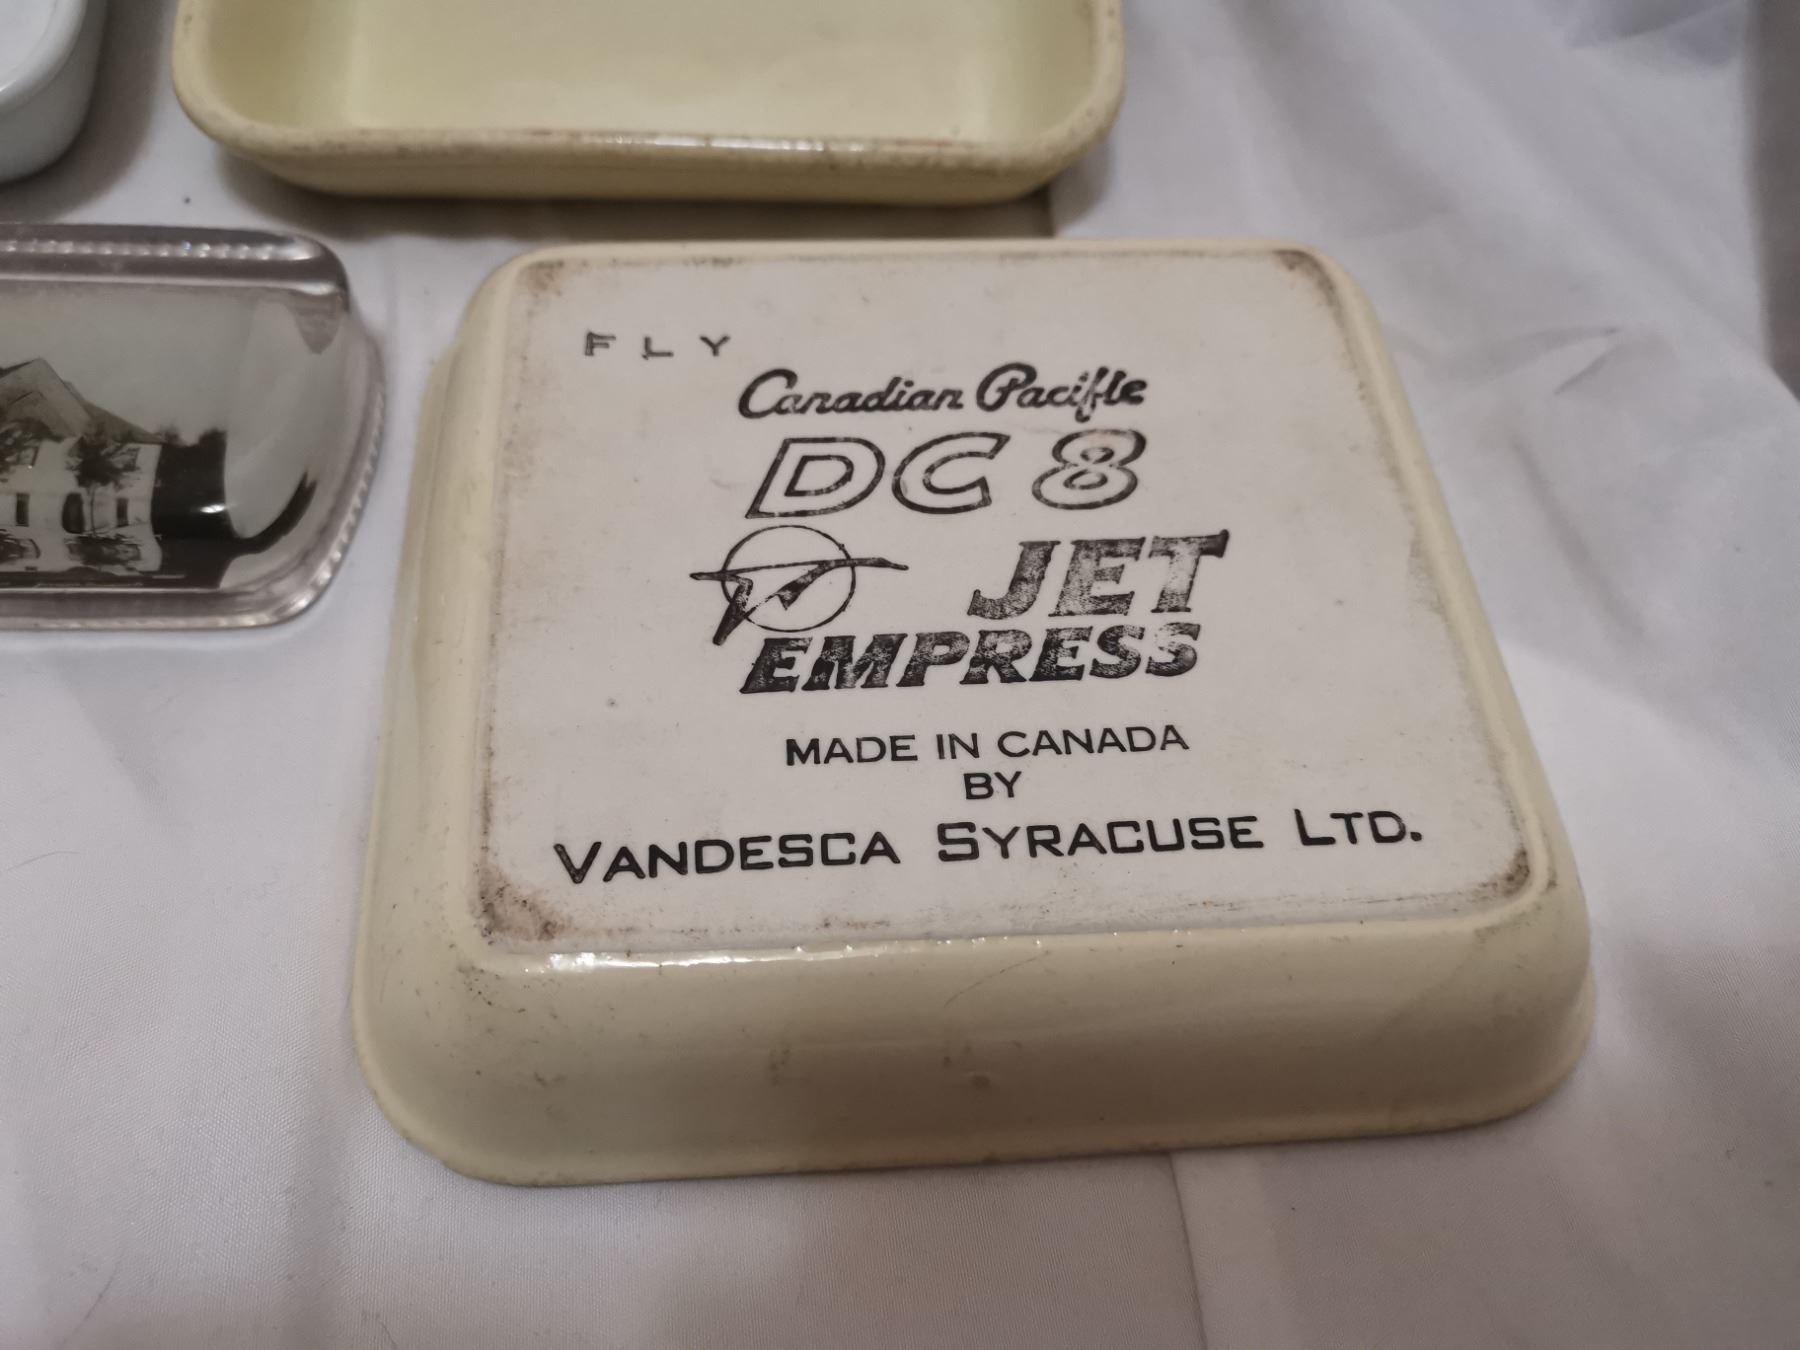 FLY
Canadian Pacific
DC 8
JET
EMPRESS
MADE IN CANADA
BY
VANDESCA SYRACUSE LTD.